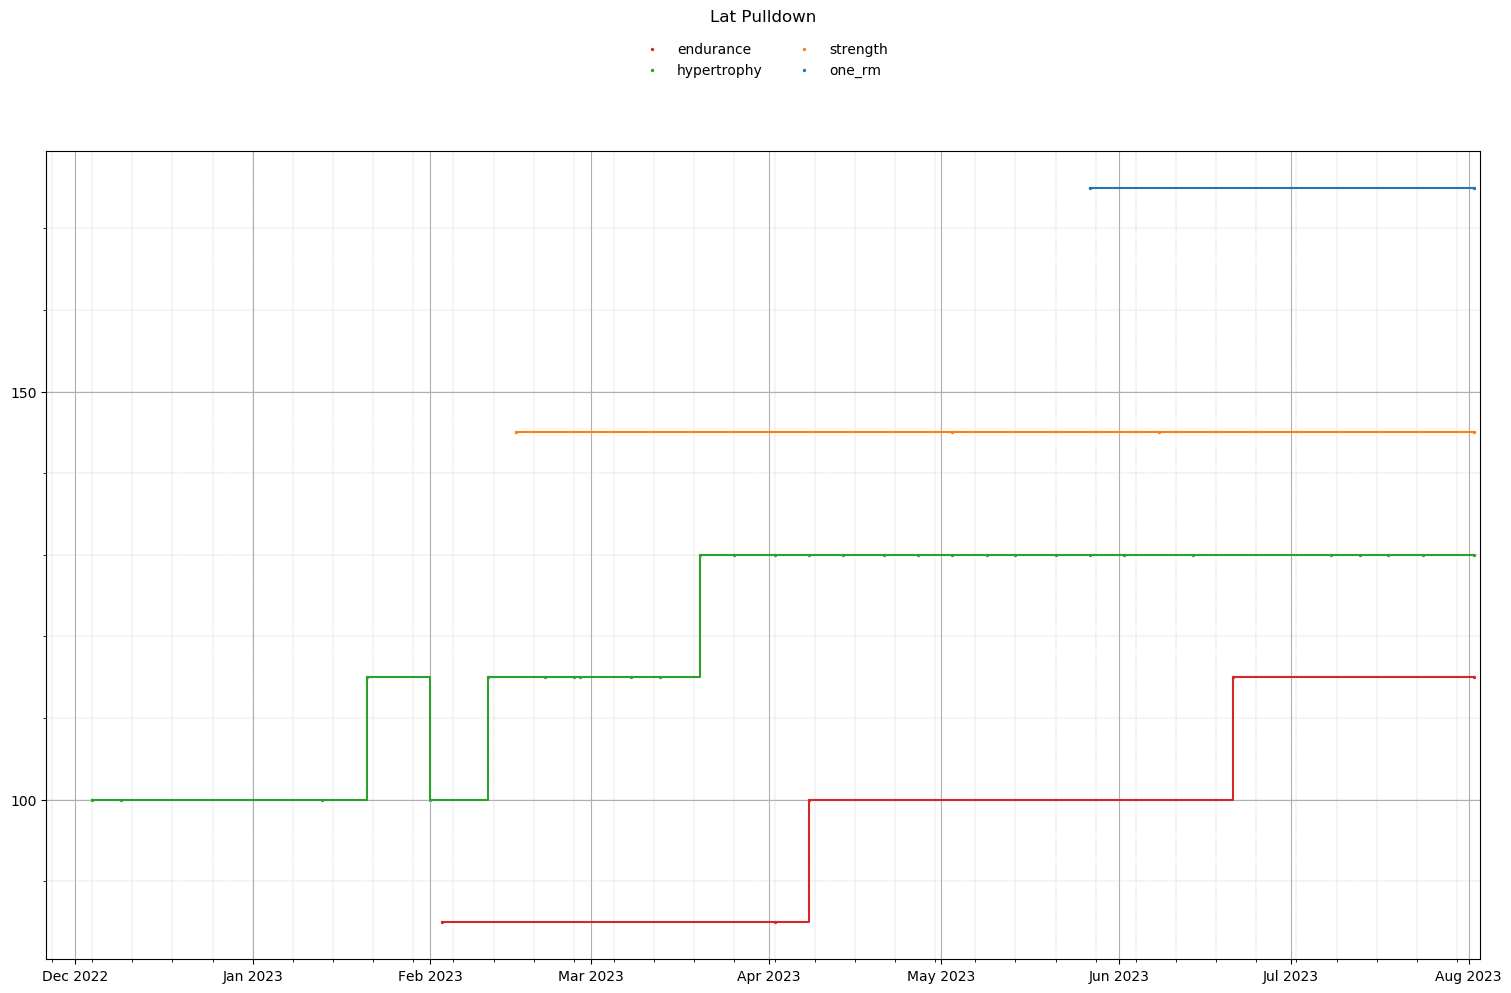 Lat Pulldown
endurance strength
hypertrophy one_rm
150
100
Dec 2022 Jan 2023 Feb 2023 Mar 2023 Apr 2023 May 2023 Jun 2023 Jul 2023 Aug 2023